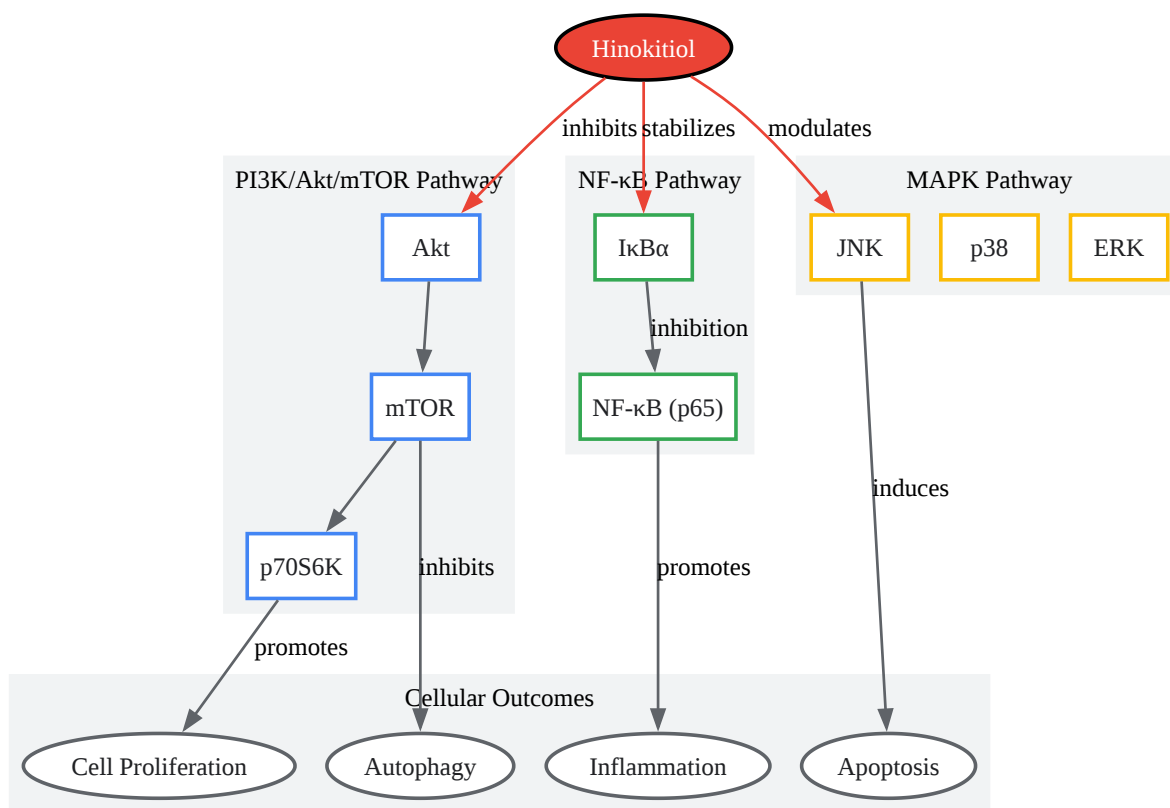 Hinokitiol
inhibits
stabilizes
modulates
PI3K/Akt/mTOR Pathway
NF-κB Pathway
MAPK Pathway
Akt
IκBα
JNK
p38
ERK
inhibition
mTOR
NF-κB (p65)
induces
p70S6K
inhibits
promotes
promotes
Cellular Outcomes
Cell Proliferation
Autophagy
Inflammation
Apoptosis